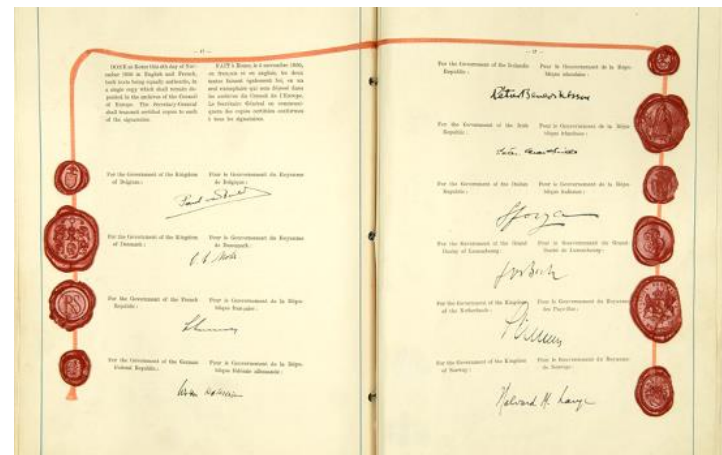 DONE at Rome this 4th day of November
1950 in English and French,
both texts being equally authentic, in
a single copy which shall remain deposited
in the archives of the Council
of Europe. The Secretary-General
shall transmit certified copies to each
of the signatories.
FAIT à Rome, le 4 novembre 1950,
en français et en anglais, les deux
textes faisant également foi, en un
seul exemplaire qui sera déposé dans
les archives du Conseil de l'Europe.
Le Secrétaire Général en communiquera
des copies certifiées conformes
à tous les signataires.
For the Government of the Kingdom
of Belgium :
Pour le Gouvernement du Royaume
de Belgique :
For the Government of the Kingdom
of Denmark :
Pour le Gouvernement du Royaume
de Danemark :
For the Government of the French
Republic :
Pour le Gouvernement de la République
française :
RS
For the Government of the German
Federal Republic :
Pour le Gouvernement de la République
fédérale allemande :
For the Government of the Icelandic
Republic :
Pour le Gouvernement de la République
islandaise :
For the Government of the Irish
Republic :
Pour le Gouvernement de la République
irlandaise :
For the Government of the Italian
Republic :
Pour le Gouvernement de la République
italienne :
Sforza
For the Government of the Grand
Duchy of Luxembourg :
Pour le Gouvernement du Grand
Duché de Luxembourg :
Jos Bech
For the Government of the Kingdom
of the Netherlands :
Pour le Gouvernement du Royaume
des Pays-Bas :
For the Government of the Kingdom
of Norway :
Pour le Gouvernement du Royaume
de Norvège :
Halvard M. Lange